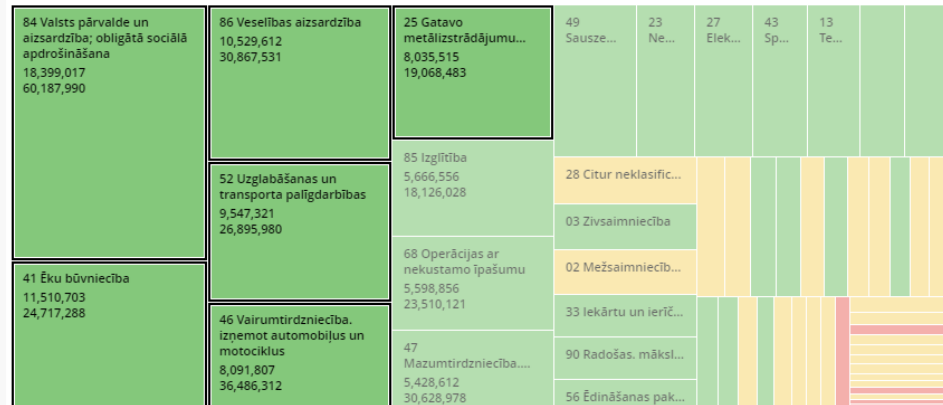 84 Valsts pārvalde un
aizsardzība; obligātā sociālā
apdrošināšana
18,399,017
60,187,990
41 Ēku būvniecība
11,510,703
24,717,288
86 Veselības aizsardzība
10,529,612
30,867,531
52 Uzglabāšanas un
transporta palīgdarbības
9,547,321
26,895,980
46 Vairumtirdzniecība.
izņemot automobiļus un
motociklus
8,091,807
36,486,312
25 Gatavo
metālizstrādājumu...
8,035,515
19,068,483
85 Izglītība
5,666,556
18,126,028
68 Operācijas ar
nekustamo īpašumu
5,598,856
23,510,121
47
Mazumtirdzniecība....
5,428,612
30,628,978
49
Sausze...
23
Ne...
27
Elek...
43
Sp...
13
Te...
28 Citur neklasific...
03 Zivsaimniecība
02 Mežsaimniecīb...
33 Iekārtu un ierīč...
90 Radošas. māksl...
56 Ēdināšanas pak...